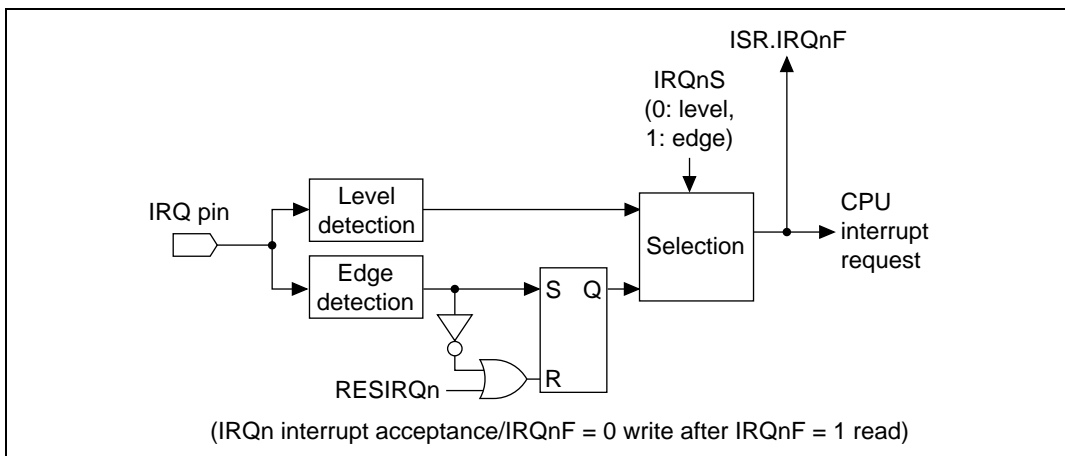 ISR.IRQnF
IRQnS
(0: level,
1: edge)
IRQ pin
Level
detection
Edge
detection
S Q
R
Selection
CPU
interrupt
request
RESIRQn
(IRQn interrupt acceptance/IRQnF = 0 write after IRQnF = 1 read)